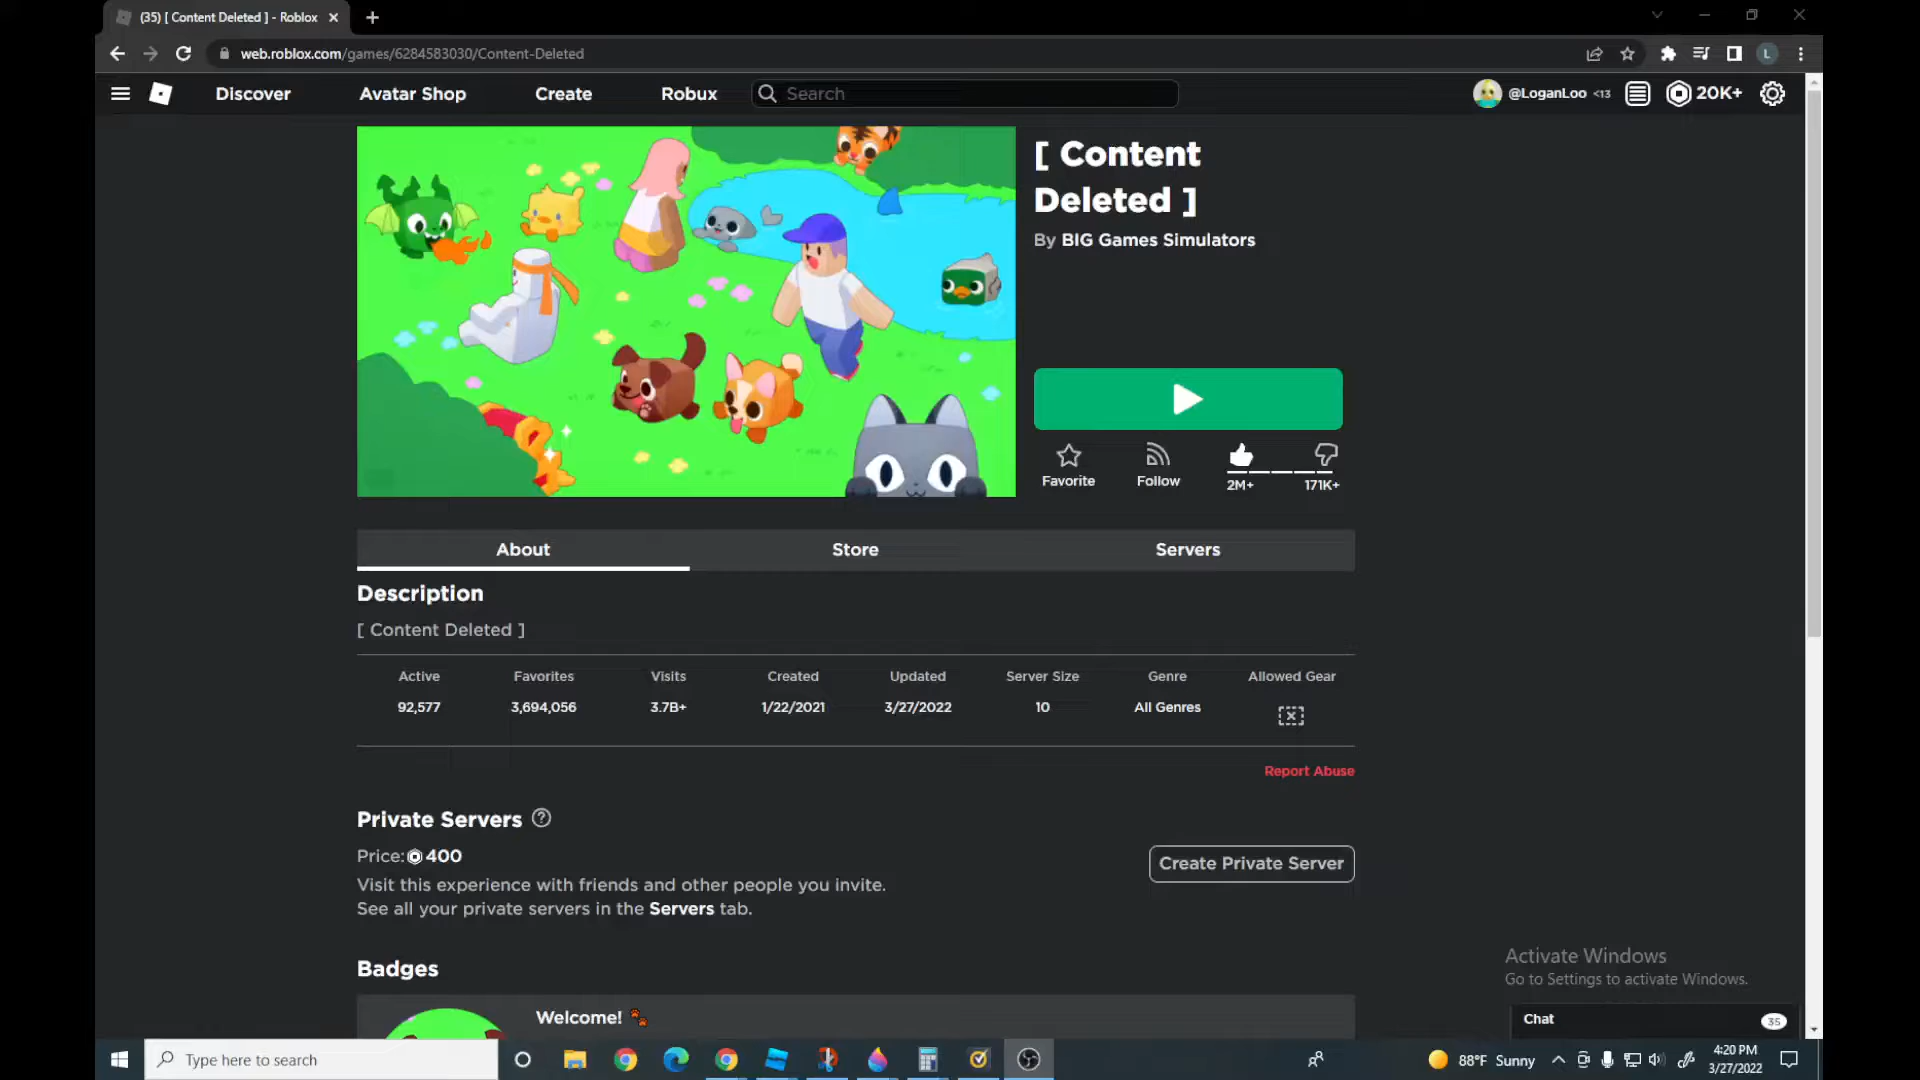 (35) [ Content Deleted ] - Roblox
web.roblox.com/games/6284583030/Content-Deleted
L
Discover
Avatar Shop
Create
Robux
Search
@LoganLoo <13
20K+
[ Content
Deleted ]
By BIG Games Simulators
Favorite
Follow
2M+
171K+
About
Store
Servers
Description
[ Content Deleted ]
Active
Favorites
Visits
Created
Updated
Server Size
Genre
Allowed Gear
92,577
3,694,056
3.7B+
1/22/2021
3/27/2022
10
All Genres
Report Abuse
Private Servers
Price: 400
Create Private Server
Visit this experience with friends and other people you invite.
See all your private servers in the Servers tab.
Badges
Welcome!
Activate Windows
Go to Settings to activate Windows.
Chat
35
Type here to search
88°F Sunny
4:20 PM
3/27/2022